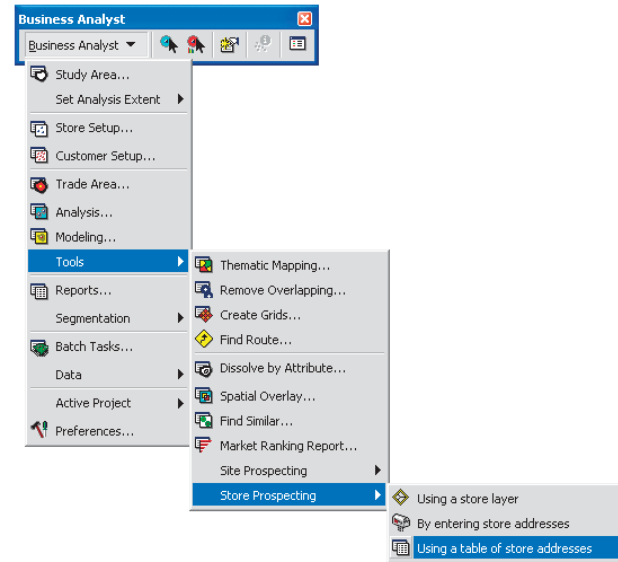 Business Analyst
Business Analyst
Study Area...
Set Analysis Extent
Store Setup...
Customer Setup...
Trade Area...
Analysis...
Modeling...
Tools
Reports...
Segmentation
Batch Tasks...
Data
Active Project
Preferences...
Thematic Mapping...
Remove Overlapping...
Create Grids...
Find Route...
Dissolve by Attribute...
Spatial Overlay...
Find Similar...
Market Ranking Report...
Site Prospecting
Store Prospecting
Using a store layer
By entering store addresses
Using a table of store addresses